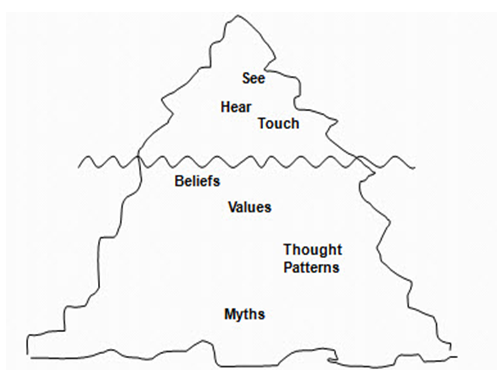 See
Hear
Touch
Beliefs
Values
Thought
Patterns
Myths